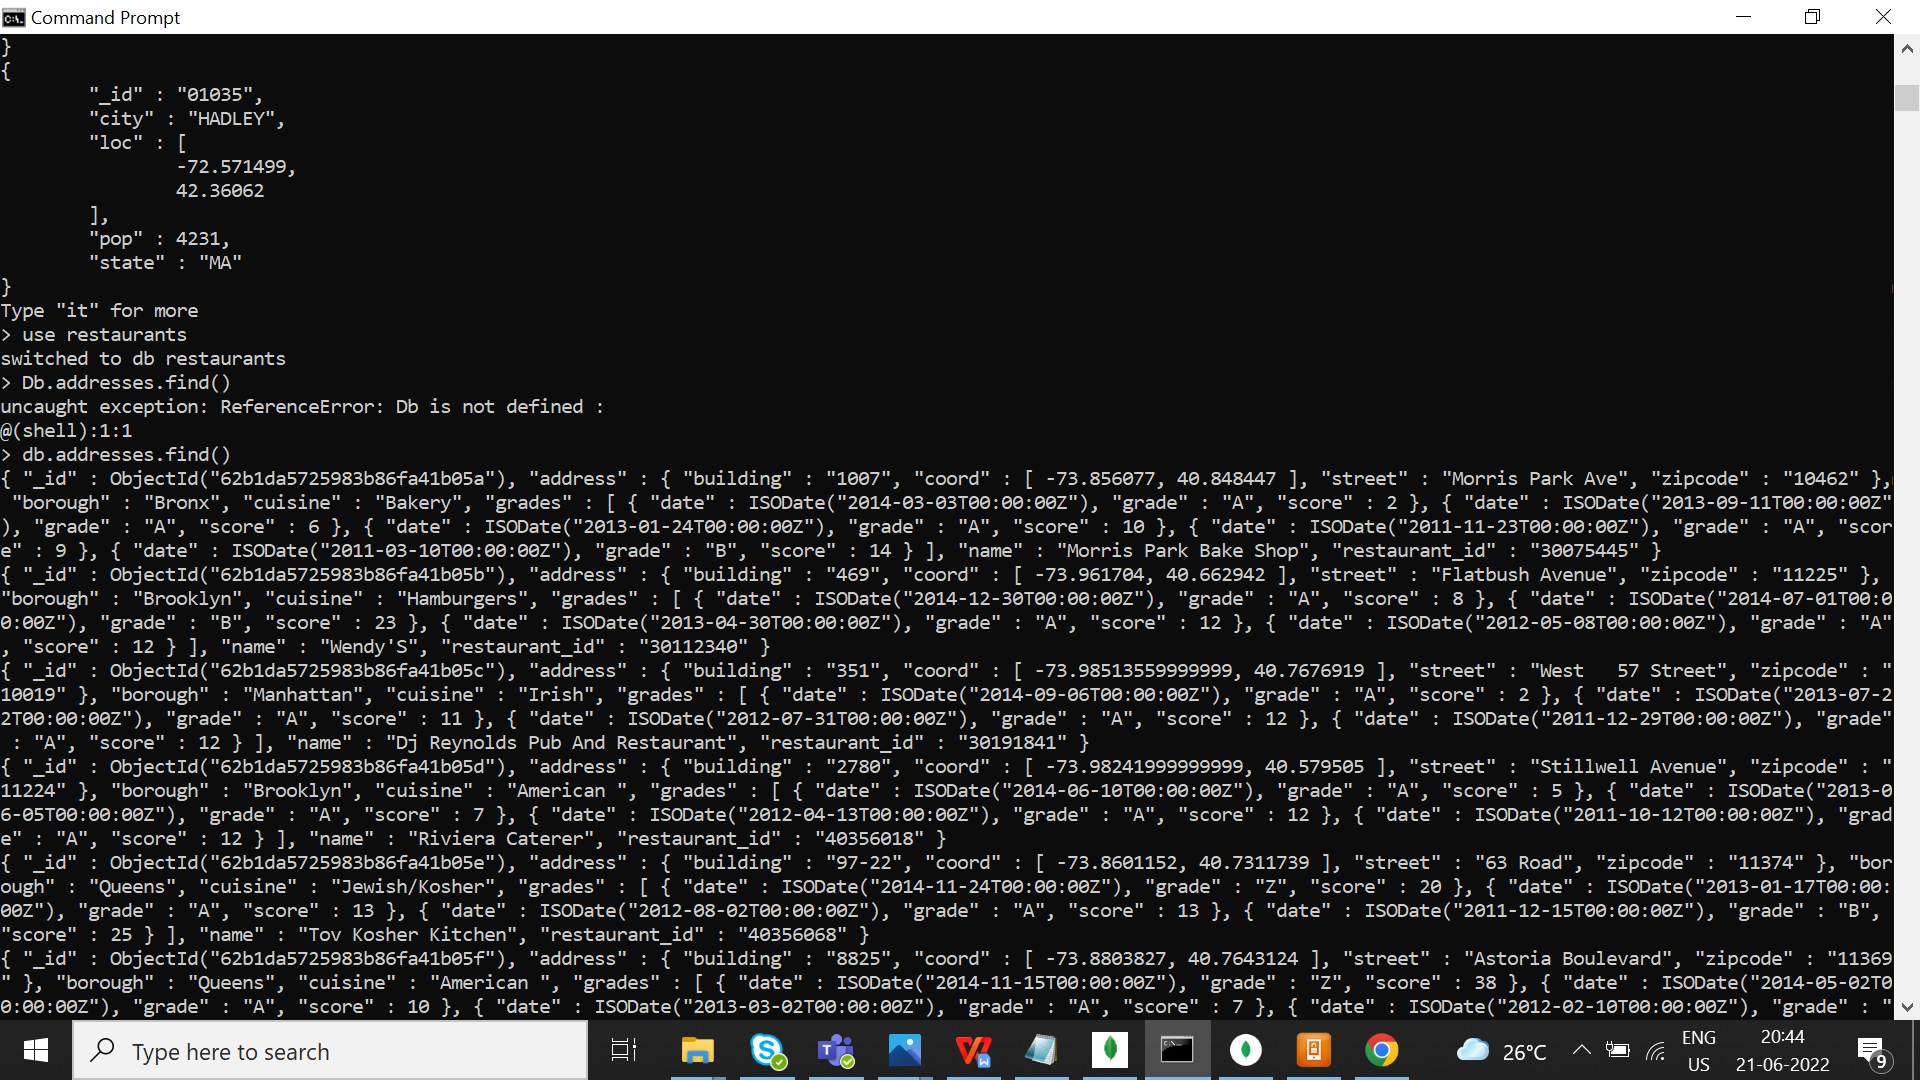 Command Prompt
}
{
"_id" : "01035",
"city" : "HADLEY",
"loc" : [
-72.571499,
42.36062
],
"pop" : 4231,
"state" : "MA"
}
Type "it" for more
> use restaurants
switched to db restaurants
> Db.addresses.find()
uncaught exception: ReferenceError: Db is not defined :
@(shell):1:1
> db.addresses.find()
{ "_id" : ObjectId("62b1da5725983b86fa41b05a"), "address" : { "building" : "1007", "coord" : [ -73.856077, 40.848447 ], "street" : "Morris Park Ave", "zipcode" : "10462" },
"borough" : "Bronx", "cuisine" : "Bakery", "grades" : [ { "date" : ISODate("2014-03-03T00:00:00Z"), "grade" : "A", "score" : 2 }, { "date" : ISODate("2013-09-11T00:00:00Z"
), "grade" : "A", "score" : 6 }, { "date" : ISODate("2013-01-24T00:00:00Z"), "grade" : "A", "score" : 10 }, { "date" : ISODate("2011-11-23T00:00:00Z"), "grade" : "A", "scor
e" : 9 }, { "date" : ISODate("2011-03-10T00:00:00Z"), "grade" : "B", "score" : 14 } ], "name" : "Morris Park Bake Shop", "restaurant_id" : "30075445" }
{ "_id" : ObjectId("62b1da5725983b86fa41b05b"), "address" : { "building" : "469", "coord" : [ -73.961704, 40.662942 ], "street" : "Flatbush Avenue", "zipcode" : "11225" },
"borough" : "Brooklyn", "cuisine" : "Hamburgers", "grades" : [ { "date" : ISODate("2014-12-30T00:00:00Z"), "grade" : "A", "score" : 8 }, { "date" : ISODate("2014-07-01T00:0
0:00Z"), "grade" : "B", "score" : 23 }, { "date" : ISODate("2013-04-30T00:00:00Z"), "grade" : "A", "score" : 12 }, { "date" : ISODate("2012-05-08T00:00:00Z"), "grade" : "A"
, "score" : 12 } ], "name" : "Wendy'S", "restaurant_id" : "30112340" }
{ "_id" : ObjectId("62b1da5725983b86fa41b05c"), "address" : { "building" : "351", "coord" : [ -73.98513559999999, 40.7676919 ], "street" : "West   57 Street", "zipcode" : "
10019" }, "borough" : "Manhattan", "cuisine" : "Irish", "grades" : [ { "date" : ISODate("2014-09-06T00:00:00Z"), "grade" : "A", "score" : 2 }, { "date" : ISODate("2013-07-2
2T00:00:00Z"), "grade" : "A", "score" : 11 }, { "date" : ISODate("2012-07-31T00:00:00Z"), "grade" : "A", "score" : 12 }, { "date" : ISODate("2011-12-29T00:00:00Z"), "grade"
: "A", "score" : 12 } ], "name" : "Dj Reynolds Pub And Restaurant", "restaurant_id" : "30191841" }
{ "_id" : ObjectId("62b1da5725983b86fa41b05d"), "address" : { "building" : "2780", "coord" : [ -73.98241999999999, 40.579505 ], "street" : "Stillwell Avenue", "zipcode" : "
11224" }, "borough" : "Brooklyn", "cuisine" : "American ", "grades" : [ { "date" : ISODate("2014-06-10T00:00:00Z"), "grade" : "A", "score" : 5 }, { "date" : ISODate("2013-0
6-05T00:00:00Z"), "grade" : "A", "score" : 7 }, { "date" : ISODate("2012-04-13T00:00:00Z"), "grade" : "A", "score" : 12 }, { "date" : ISODate("2011-10-12T00:00:00Z"), "grad
e" : "A", "score" : 12 } ], "name" : "Riviera Caterer", "restaurant_id" : "40356018" }
{ "_id" : ObjectId("62b1da5725983b86fa41b05e"), "address" : { "building" : "97-22", "coord" : [ -73.8601152, 40.7311739 ], "street" : "63 Road", "zipcode" : "11374" }, "bor
ough" : "Queens", "cuisine" : "Jewish/Kosher", "grades" : [ { "date" : ISODate("2014-11-24T00:00:00Z"), "grade" : "Z", "score" : 20 }, { "date" : ISODate("2013-01-17T00:00:
00Z"), "grade" : "A", "score" : 13 }, { "date" : ISODate("2012-08-02T00:00:00Z"), "grade" : "A", "score" : 13 }, { "date" : ISODate("2011-12-15T00:00:00Z"), "grade" : "B",
"score" : 25 } ], "name" : "Tov Kosher Kitchen", "restaurant_id" : "40356068" }
{ "_id" : ObjectId("62b1da5725983b86fa41b05f"), "address" : { "building" : "8825", "coord" : [ -73.8803827, 40.7643124 ], "street" : "Astoria Boulevard", "zipcode" : "11369
" }, "borough" : "Queens", "cuisine" : "American ", "grades" : [ { "date" : ISODate("2014-11-15T00:00:00Z"), "grade" : "Z", "score" : 38 }, { "date" : ISODate("2014-05-02T0
0:00:00Z"), "grade" : "A", "score" : 10 }, { "date" : ISODate("2013-03-02T00:00:00Z"), "grade" : "A", "score" : 7 }, { "date" : ISODate("2012-02-10T00:00:00Z"), "grade" : "
Type here to search
26°C
ENG
US
20:44
21-06-2022
9